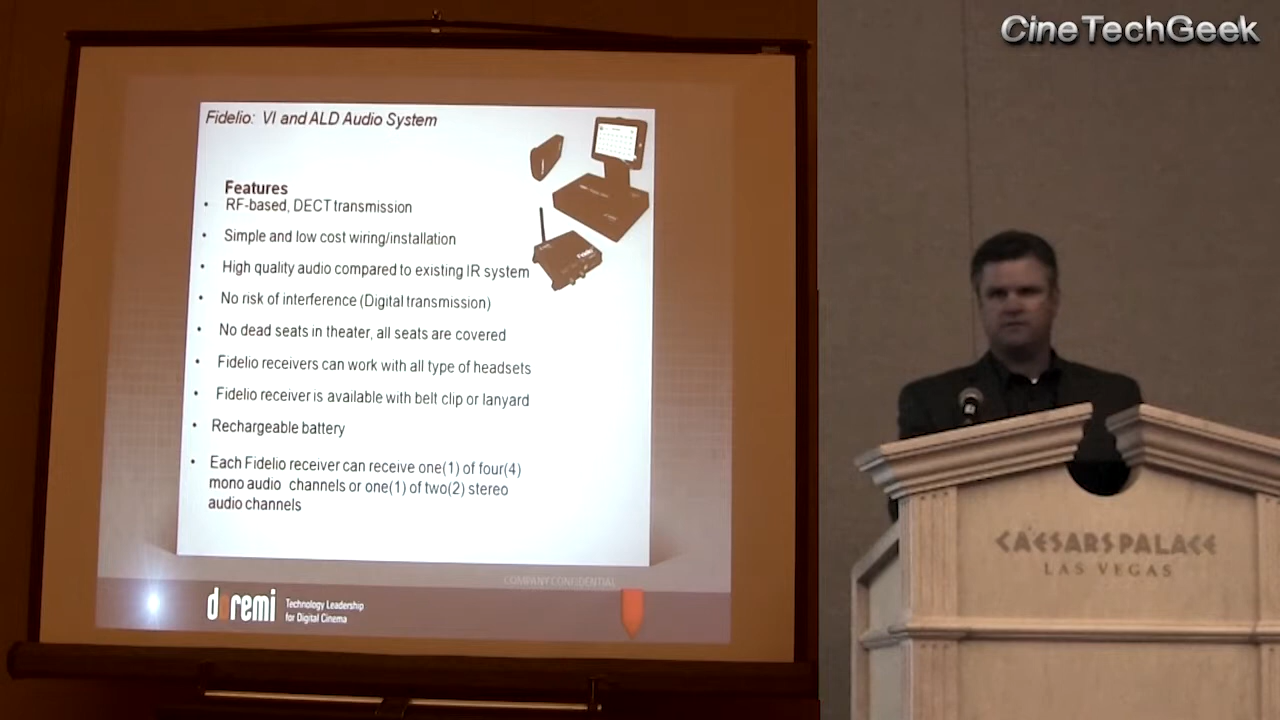 CineTechGeek
Fidelio: VI and ALD Audio System
Features
• RF-based, DECT transmission
• Simple and low cost wiring/installation
• High quality audio compared to existing IR system
• No risk of interference (Digital transmission)
• No dead seats in theater, all seats are covered
• Fidelio receivers can work with all type of headsets
• Fidelio receiver is available with belt clip or lanyard
• Rechargeable battery
• Each Fidelio receiver can receive one(1) of four(4)
mono audio channels or one(1) of two(2) stereo
audio channels
COMPANY CONFIDENTIAL
doremi
Technology Leadership
for Digital Cinema
CAESARS PALACE
LAS VEGAS